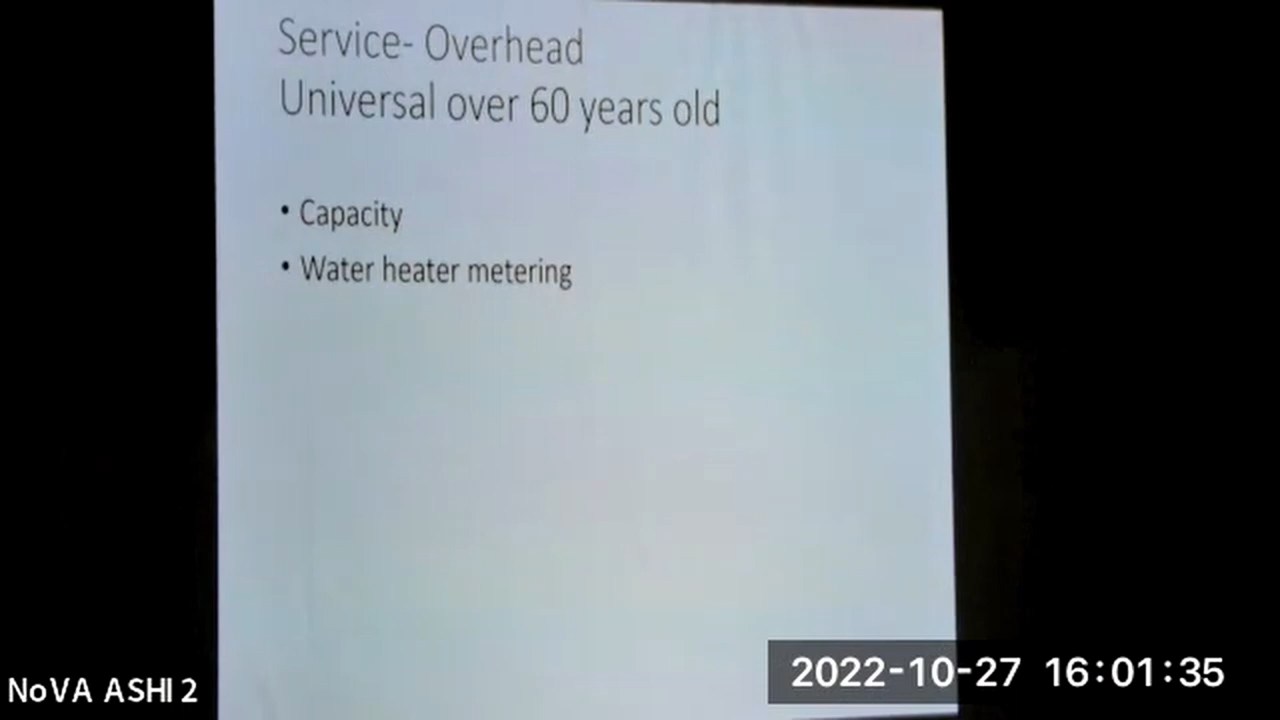 Service- Overhead
Universal over 60 years old
• Capacity
• Water heater metering
NoVA ASHI 2
2022-10-27 16:01:35